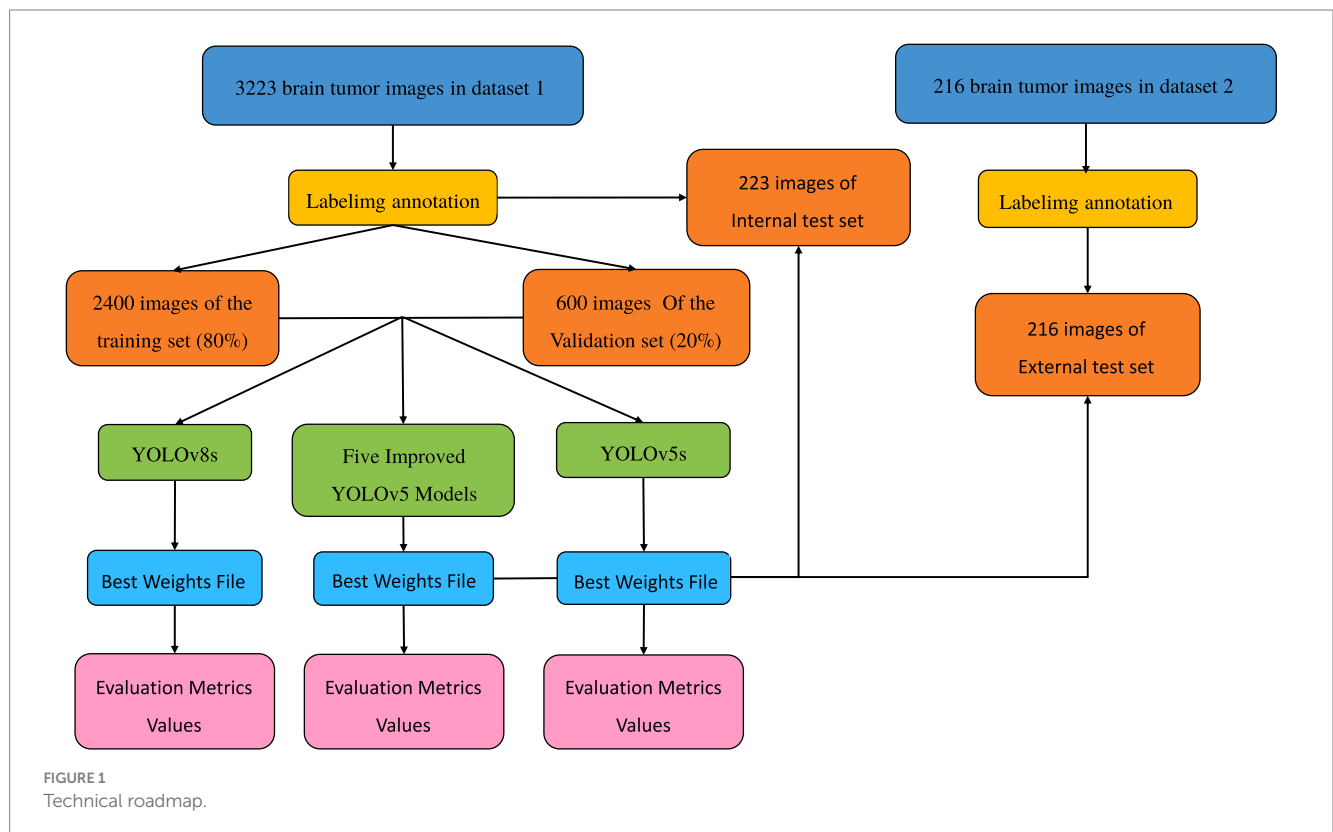 3223 brain tumor images in dataset 1
216 brain tumor images in dataset 2
Labelimg annotation
223 images of
Internal test set
Labelimg annotation
2400 images of the
training set (80%)
600 images Of the
Validation set (20%)
216 images of
External test set
YOLOv8s
Five Improved
YOLOv5 Models
YOLOv5s
Best Weights File
Best Weights File
Best Weights File
Evaluation Metrics
Values
Evaluation Metrics
Values
Evaluation Metrics
Values
FIGURE 1
Technical roadmap.